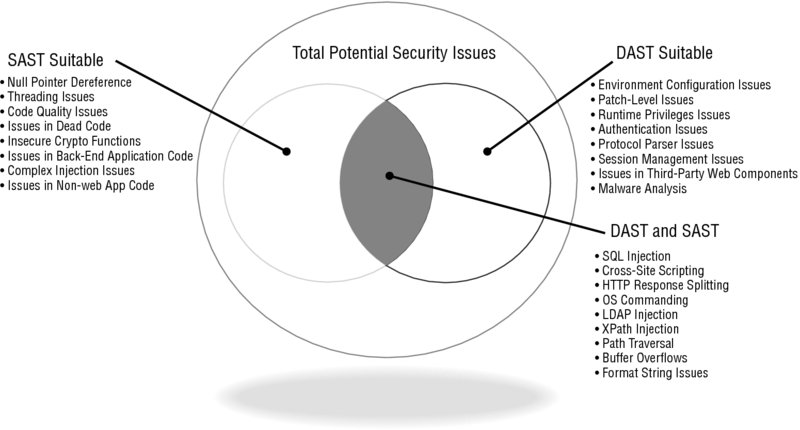 Total Potential Security Issues
SAST Suitable
• Null Pointer Dereference
• Threading Issues
• Code Quality Issues
• Issues in Dead Code
• Insecure Crypto Functions
• Issues in Back-End Application Code
• Complex Injection Issues
• Issues in Non-web App Code
DAST Suitable
• Environment Configuration Issues
• Patch-Level Issues
• Runtime Privileges Issues
• Authentication Issues
• Protocol Parser Issues
• Session Management Issues
• Issues in Third-Party Web Components
• Malware Analysis
DAST and SAST
• SQL Injection
• Cross-Site Scripting
• HTTP Response Splitting
• OS Commanding
• LDAP Injection
• XPath Injection
• Path Traversal
• Buffer Overflows
• Format String Issues